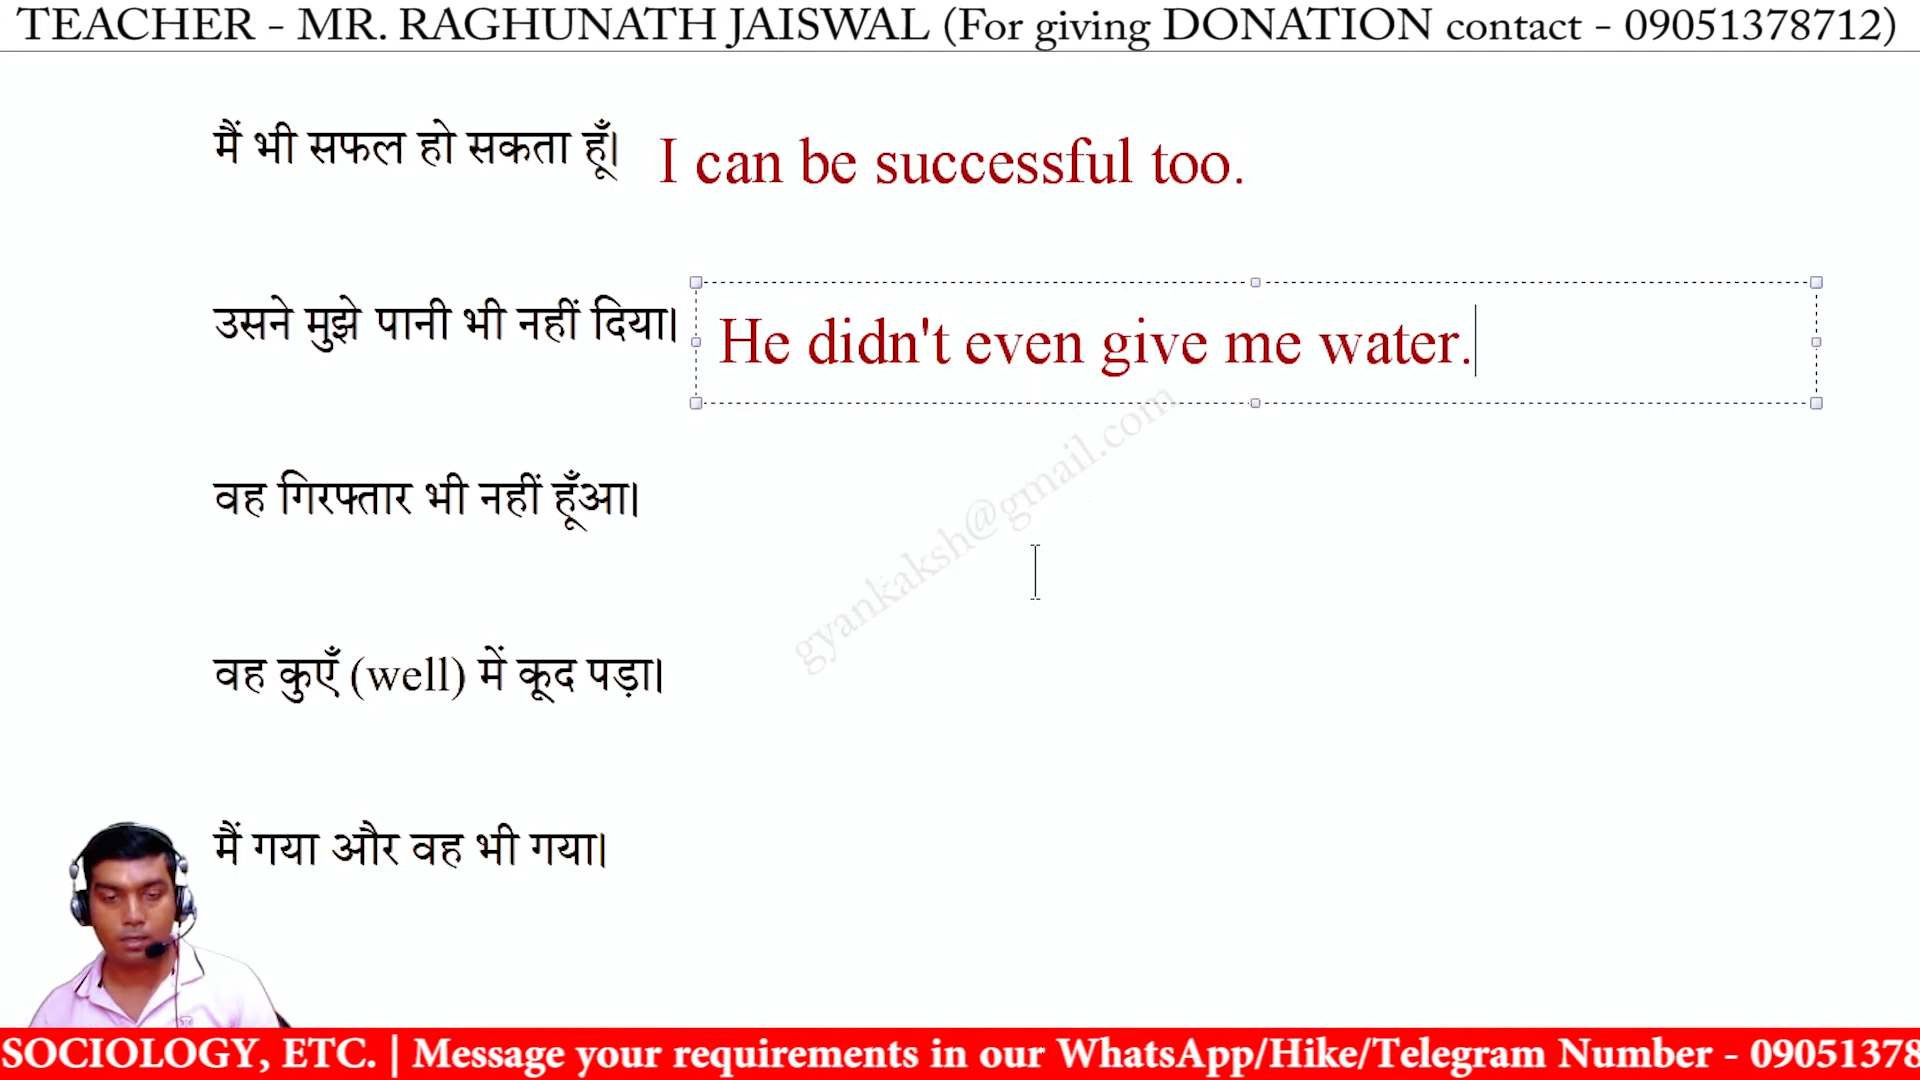 TEACHER - MR. RAGHUNATH JAISWAL (For giving DONATION contact - 09051378712)
मैं भी सफल हो सकता हूँ। I can be successful too.
उसने मुझे पानी भी नहीं दिया। He didn't even give me water.
वह गिरफ्तार भी नहीं हूँआ।
gyankaksh@gmail.com
वह कुएँ (well) में कूद पड़ा।
मैं गया और वह भी गया।
SOCIOLOGY, ETC. | Message your requirements in our WhatsApp/Hike/Telegram Number - 09051378